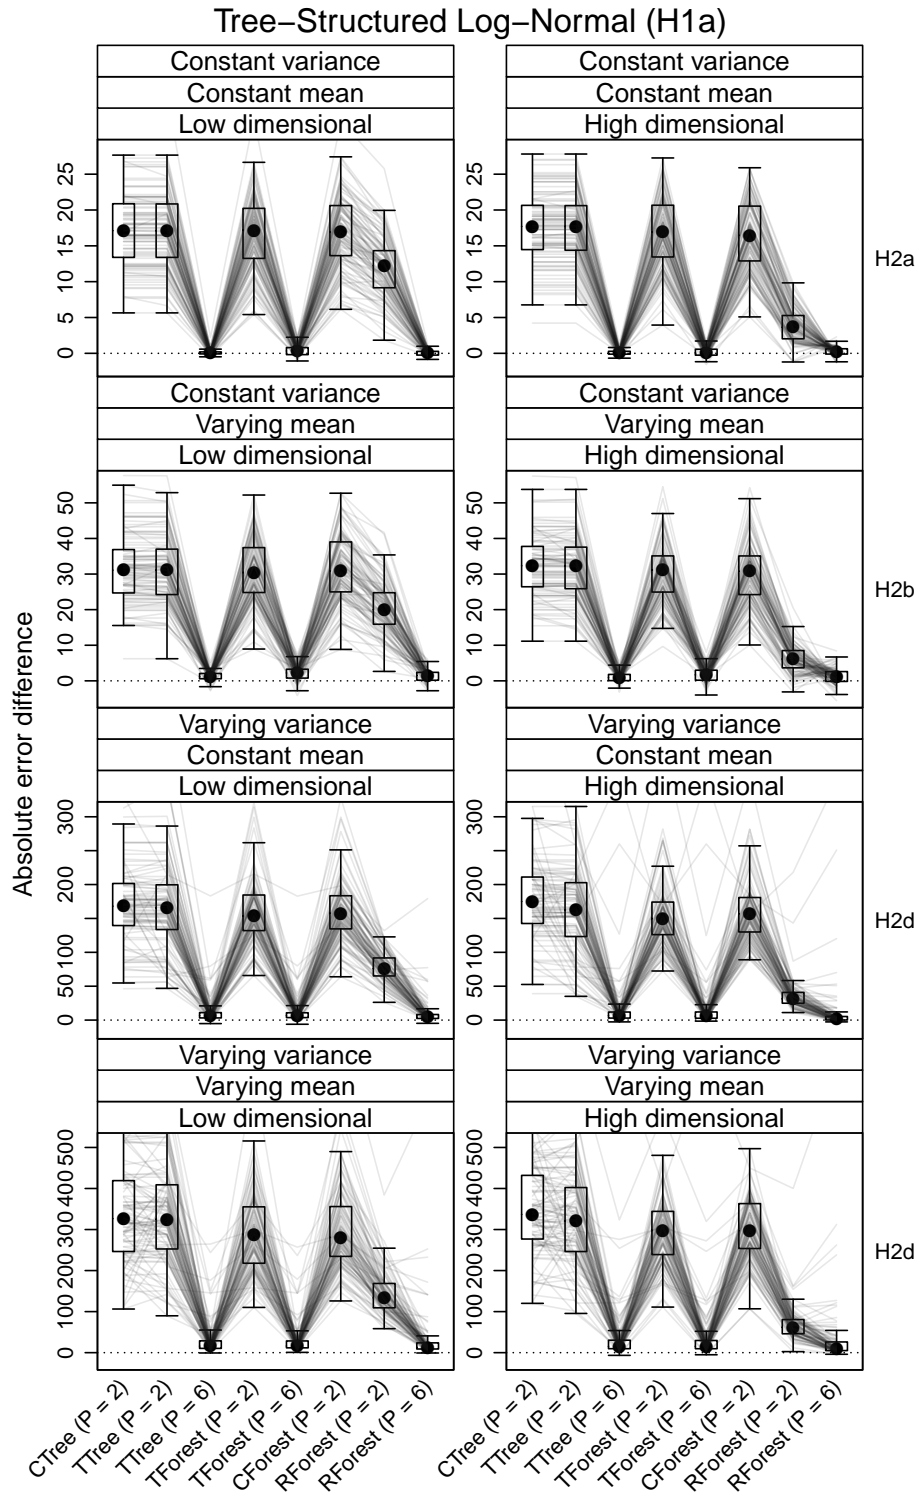 Tree−Structured Log−Normal (H1a)
Constant variance
Constant mean
Low dimensional
0 5 10 15 20 25
Constant variance
Constant mean
High dimensional
0 5 10 15 20 25
H2a
Constant variance
Varying mean
Low dimensional
0 10 20 30 40 50
Constant variance
Varying mean
High dimensional
0 10 20 30 40 50
H2b
Absolute error difference
Varying variance
Constant mean
Low dimensional
0 50 100 200 300
Varying variance
Constant mean
High dimensional
0 50 100 200 300
H2d
Varying variance
Varying mean
Low dimensional
0 100 200 300 400 500
Varying variance
Varying mean
High dimensional
0 100 200 300 400 500
H2d
CTree (P = 2)
TTree (P = 2)
TTree (P = 6)
TForest (P = 2)
TForest (P = 6)
CForest (P = 2)
RForest (P = 2)
RForest (P = 6)
CTree (P = 2)
TTree (P = 2)
TTree (P = 6)
TForest (P = 2)
TForest (P = 6)
CForest (P = 2)
RForest (P = 2)
RForest (P = 6)